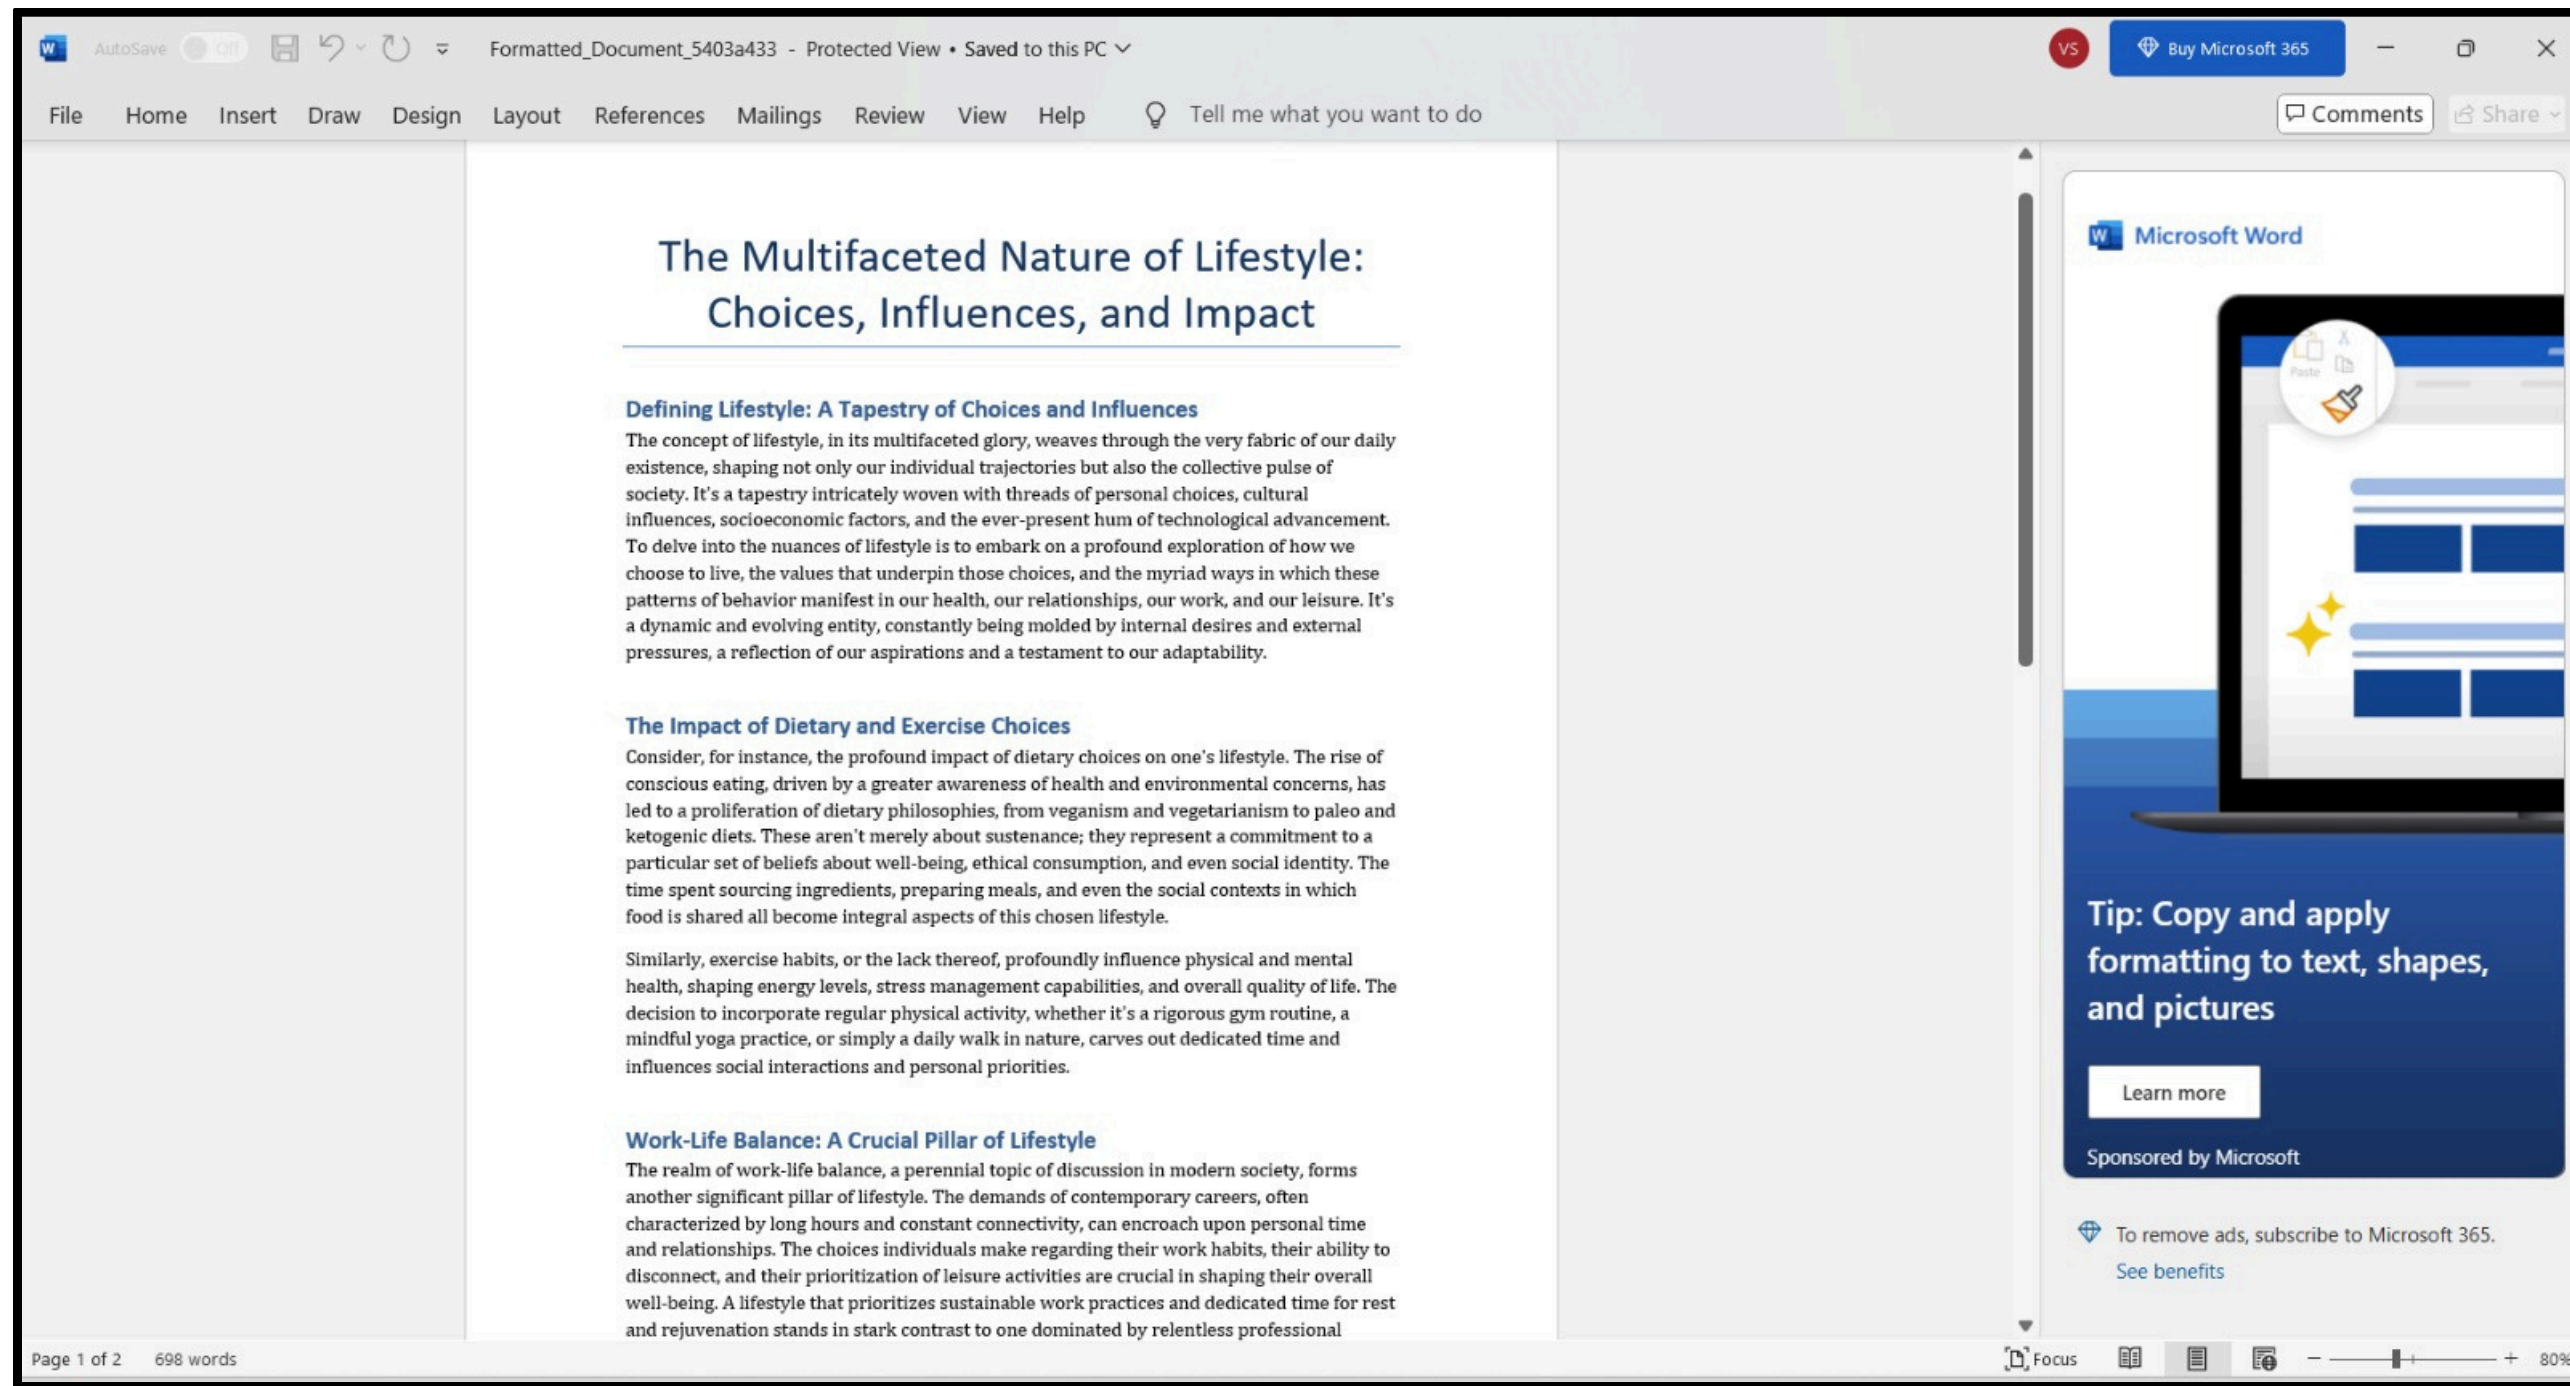 AutoSave Off Formatted_Document_5403a433 - Protected View • Saved to this PC VS Buy Microsoft 365
File Home Insert Draw Design Layout References Mailings Review View Help Tell me what you want to do Comments Share
The Multifaceted Nature of Lifestyle:
Choices, Influences, and Impact
Defining Lifestyle: A Tapestry of Choices and Influences
The concept of lifestyle, in its multifaceted glory, weaves through the very fabric of our daily
existence, shaping not only our individual trajectories but also the collective pulse of
society. It's a tapestry intricately woven with threads of personal choices, cultural
influences, socioeconomic factors, and the ever-present hum of technological advancement.
To delve into the nuances of lifestyle is to embark on a profound exploration of how we
choose to live, the values that underpin those choices, and the myriad ways in which these
patterns of behavior manifest in our health, our relationships, our work, and our leisure. It's
a dynamic and evolving entity, constantly being molded by internal desires and external
pressures, a reflection of our aspirations and a testament to our adaptability.
The Impact of Dietary and Exercise Choices
Consider, for instance, the profound impact of dietary choices on one's lifestyle. The rise of
conscious eating, driven by a greater awareness of health and environmental concerns, has
led to a proliferation of dietary philosophies, from veganism and vegetarianism to paleo and
ketogenic diets. These aren't merely about sustenance; they represent a commitment to a
particular set of beliefs about well-being, ethical consumption, and even social identity. The
time spent sourcing ingredients, preparing meals, and even the social contexts in which
food is shared all become integral aspects of this chosen lifestyle.
Similarly, exercise habits, or the lack thereof, profoundly influence physical and mental
health, shaping energy levels, stress management capabilities, and overall quality of life. The
decision to incorporate regular physical activity, whether it's a rigorous gym routine, a
mindful yoga practice, or simply a daily walk in nature, carves out dedicated time and
influences social interactions and personal priorities.
Work-Life Balance: A Crucial Pillar of Lifestyle
The realm of work-life balance, a perennial topic of discussion in modern society, forms
another significant pillar of lifestyle. The demands of contemporary careers, often
characterized by long hours and constant connectivity, can encroach upon personal time
and relationships. The choices individuals make regarding their work habits, their ability to
disconnect, and their prioritization of leisure activities are crucial in shaping their overall
well-being. A lifestyle that prioritizes sustainable work practices and dedicated time for rest
and rejuvenation stands in stark contrast to one dominated by relentless professional
Microsoft Word
Paste
Tip: Copy and apply
formatting to text, shapes,
and pictures
Learn more
Sponsored by Microsoft
To remove ads, subscribe to Microsoft 365.
See benefits
Page 1 of 2 698 words Focus 80%